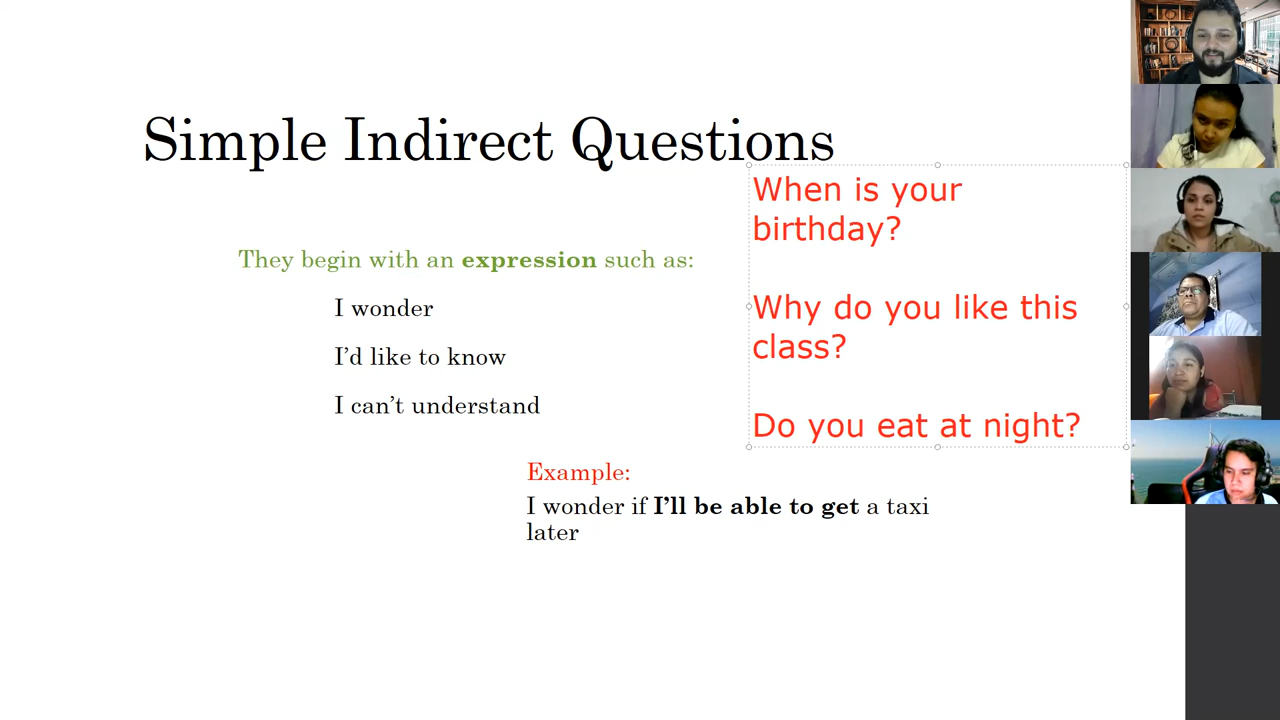 Simple Indirect Questions
When is your
birthday?
They begin with an expression such as:
I wonder
Why do you like this
class?
I'd like to know
I can't understand
Do you eat at night?
Example:
I wonder if I'll be able to get a taxi
later